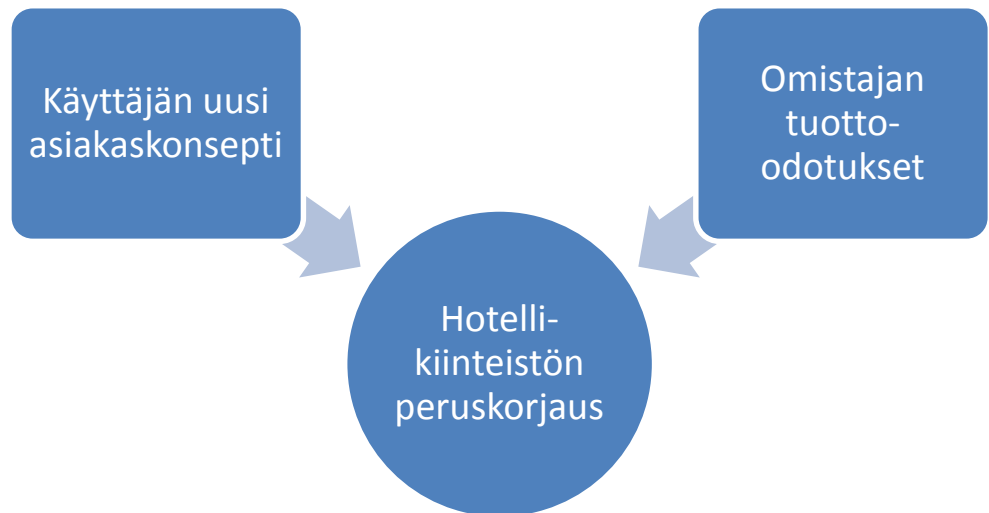 Käyttäjän uusi
asiakaskonsepti
Omistajan
tuotto-
odotukset
Hotelli-
kiinteistön
peruskorjaus